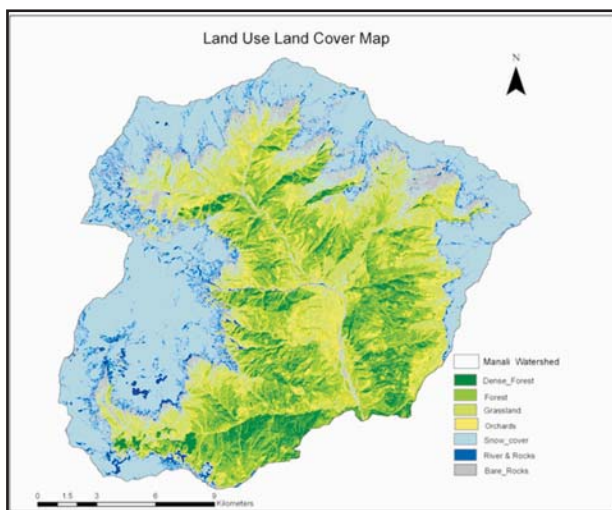 Land Use Land Cover Map
N
Manali Watershed
Dense_Forest
Forest
Grassland
Orchards
Snow_cover
River & Rocks
Bare_Rocks
0 1.5 3 6 9
Kilometers